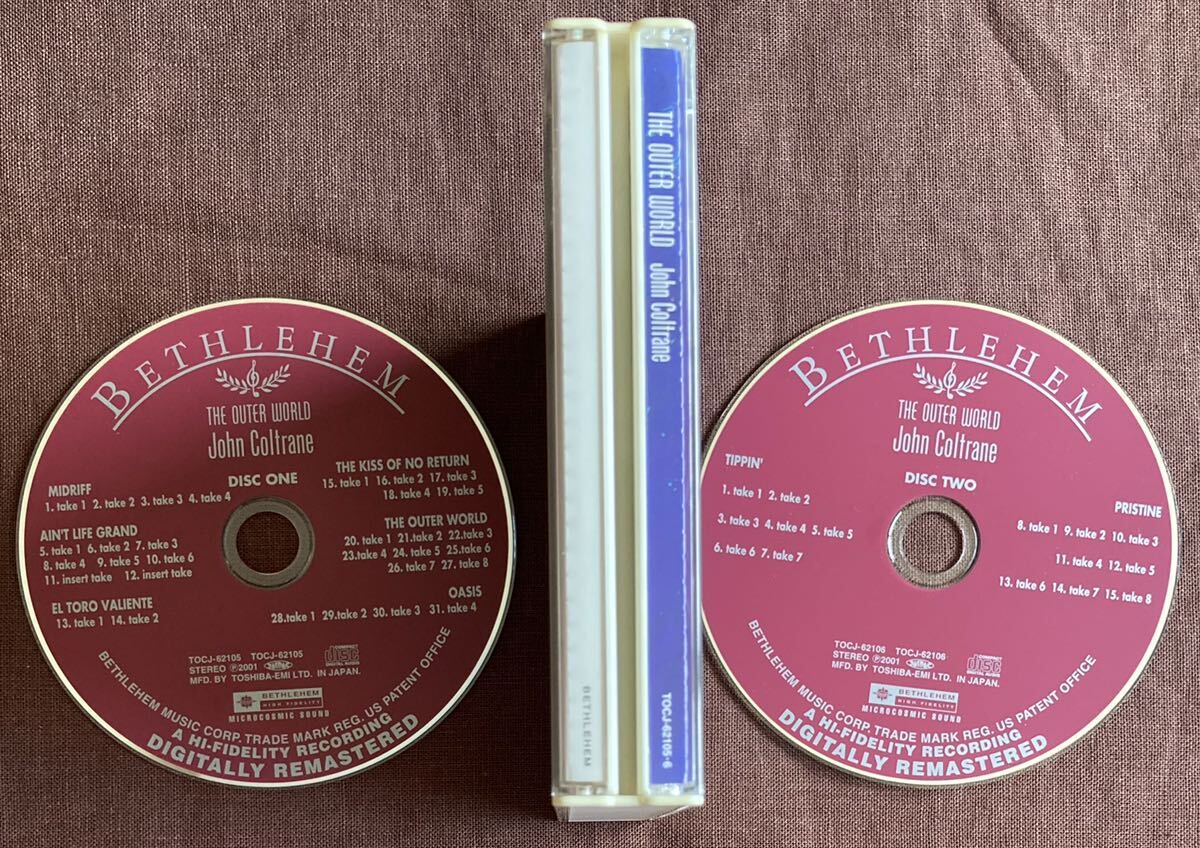 BETHLEHEM
THE OUTER WORLD
John Coltrane
DISC ONE
MIDRIFF
1. take 1 2. take 2 3. take 3 4. take 4
AIN'T LIFE GRAND
5. take 1 6. take 2 7. take 3
8. take 4 9. take 5 10. take 6
11. insert take 12. insert take
EL TORO VALIENTE
13. take 1 14. take 2
THE KISS OF NO RETURN
15. take 1 16. take 2 17. take 3
18. take 4 19. take 5
THE OUTER WORLD
20. take 1 21.take 2 22.take 3
23.take 4 24. take 5 25.take 6
26. take 7 27. take 8
OASIS
28.take 1 29.take 2 30. take 3 31. take 4
TOCJ-62105 TOCJ-62105
STEREO ℗2001
MFD. BY TOSHIBA-EMI LTD. IN JAPAN.
COMPACT
disc
DIGITAL AUDIO
BETHLEHEM
HIGH FIDELITY
MICROCOSMIC SOUND
BETHLEHEM MUSIC CORP. TRADE MARK REG. US PATENT OFFICE
A HI-FIDELITY RECORDING
DIGITALLY REMASTERED
BETHLEHEM
THE OUTER WORLD John Coltrane
TOCJ-62105·6
BETHLEHEM
THE OUTER WORLD
John Coltrane
DISC TWO
TIPPIN'
1. take 1 2. take 2
3. take 3 4. take 4 5. take 5
6. take 6 7. take 7
PRISTINE
8. take 1 9. take 2 10. take 3
11. take 4 12. take 5
13. take 6 14. take 7 15. take 8
TOCJ-62106 TOCJ-62106
STEREO ℗2001
MFD. BY TOSHIBA-EMI LTD. IN JAPAN.
COMPACT
disc
DIGITAL AUDIO
BETHLEHEM
HIGH FIDELITY
MICROCOSMIC SOUND
BETHLEHEM MUSIC CORP. TRADE MARK REG. US PATENT OFFICE
A HI-FIDELITY RECORDING
DIGITALLY REMASTERED